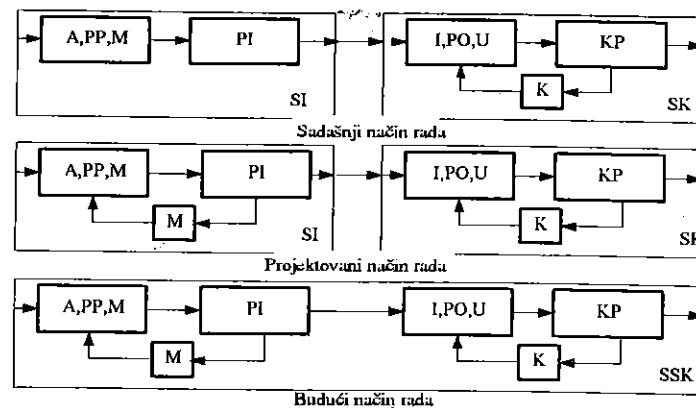 A,PP,M PI I,PO,U KP
K
SI SK
Sadašnji način rada
A,PP,M PI I,PO,U KP
M K
SI SK
Projektovani način rada
A,PP,M PI I,PO,U KP
M K
SSK
Budući način rada